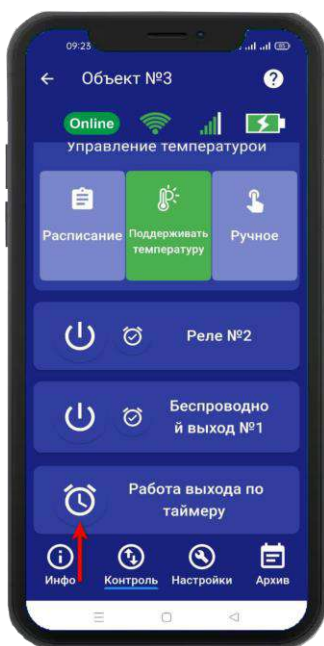 09:23
Объект №3
?
Online
Управление температурой
Расписание
Поддерживать
температуру
Ручное
Реле №2
Беспроводно
й выход №1
Работа выхода по
таймеру
Инфо
Контроль
Настройки
Архив